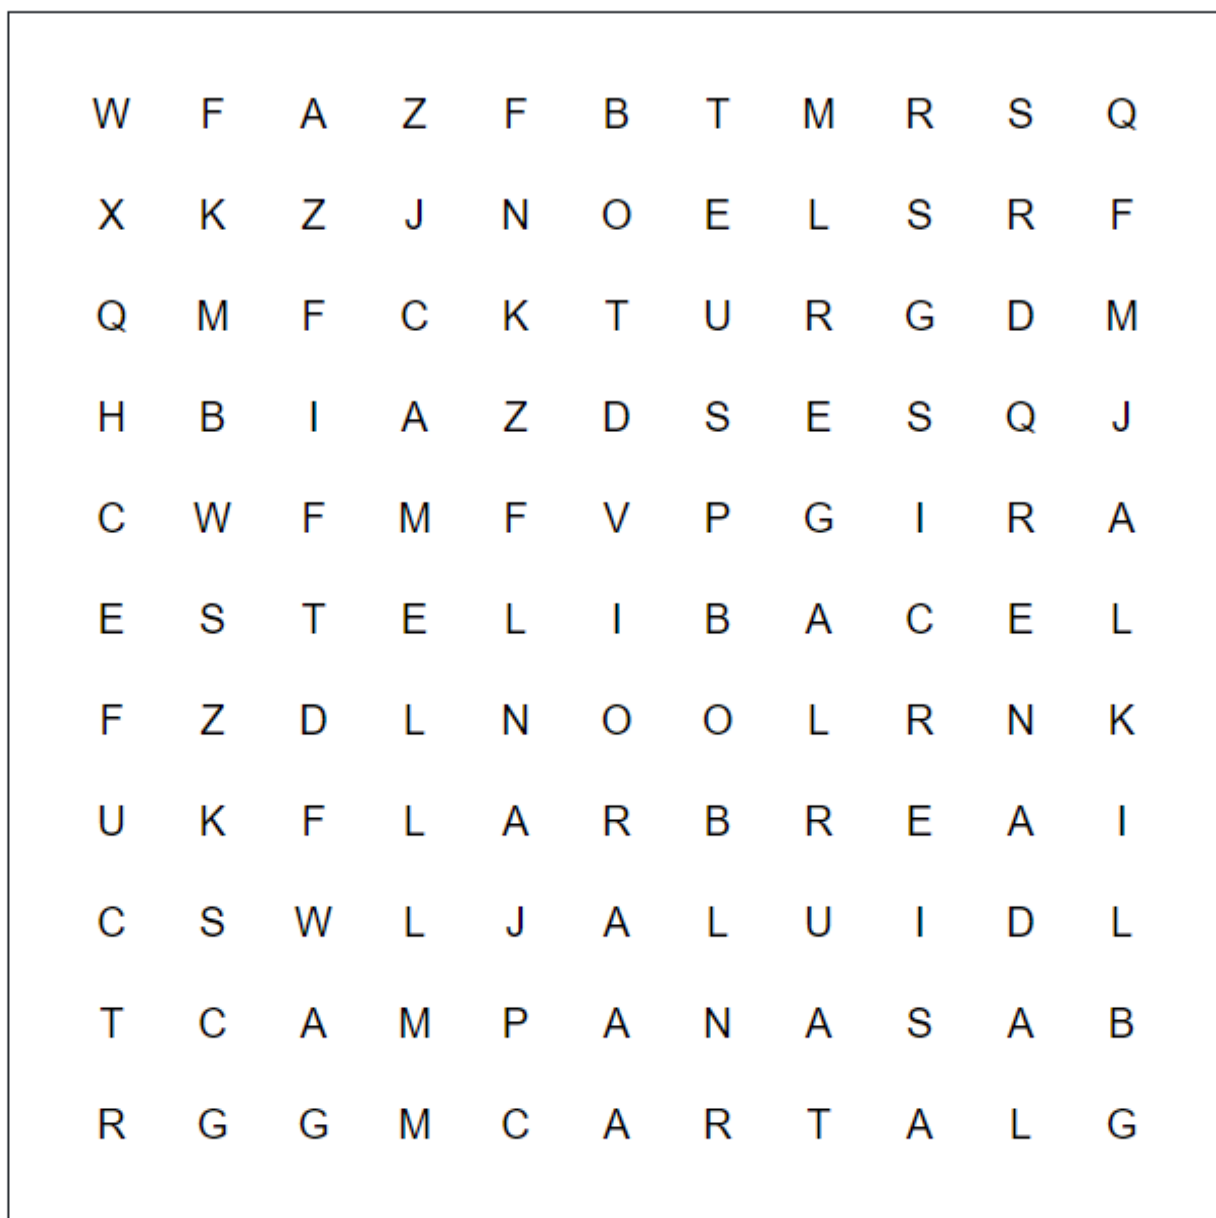 W F A Z F B T M R S Q
X K Z J N O E L S R F
Q M F C K T U R G D M
H B I A Z D S E S Q J
C W F M F V P G I R A
E S T E L I B A C E L
F Z D L N O O L R N K
U K F L A R B R E A I
C S W L J A L U I D L
T C A M P A N A S A B
R G G M C A R T A L G